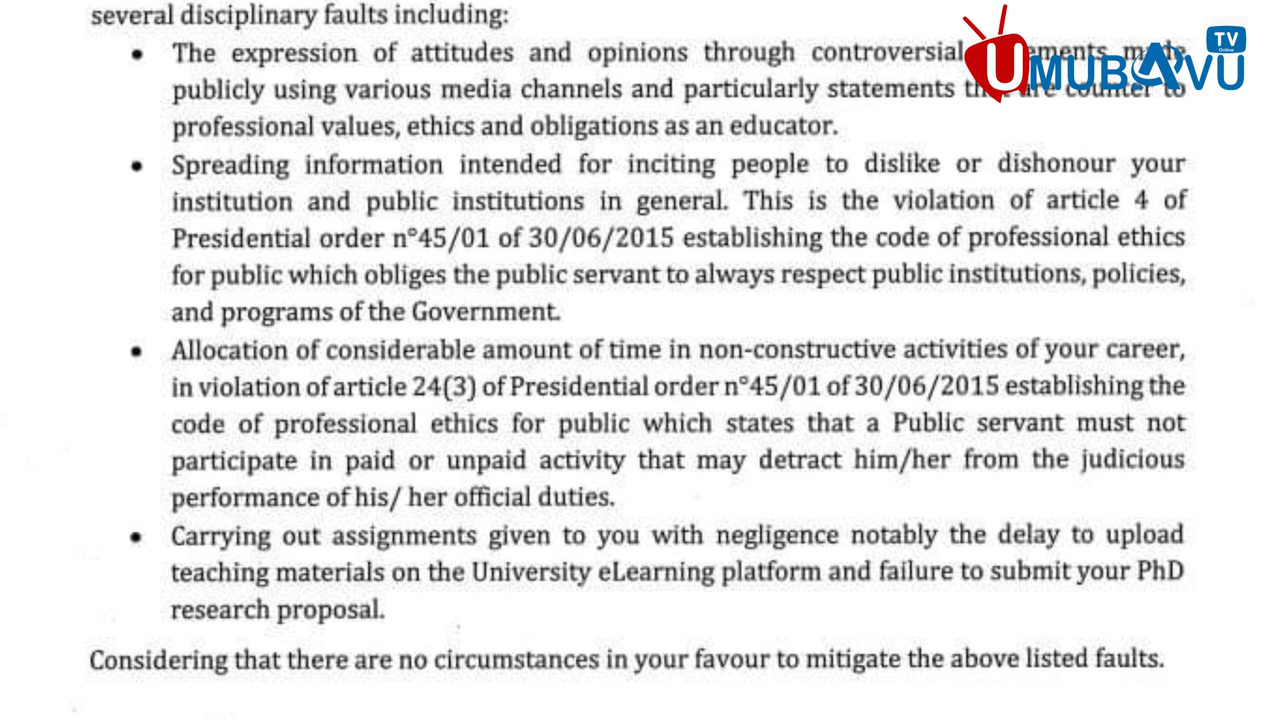 several disciplinary faults including:
TV
Online
UMUBAVU
• The expression of attitudes and opinions through controversial made
publicly using various media channels and particularly statements are counter to
professional values, ethics and obligations as an educator.
• Spreading information intended for inciting people to dislike or dishonour your
institution and public institutions in general. This is the violation of article 4 of
Presidential order n°45/01 of 30/06/2015 establishing the code of professional ethics
for public which obliges the public servant to always respect public institutions, policies,
and programs of the Government.
• Allocation of considerable amount of time in non-constructive activities of your career,
in violation of article 24(3) of Presidential order n°45/01 of 30/06/2015 establishing the
code of professional ethics for public which states that a Public servant must not
participate in paid or unpaid activity that may detract him/her from the judicious
performance of his/ her official duties.
• Carrying out assignments given to you with negligence notably the delay to upload
teaching materials on the University eLearning platform and failure to submit your PhD
research proposal.
Considering that there are no circumstances in your favour to mitigate the above listed faults.